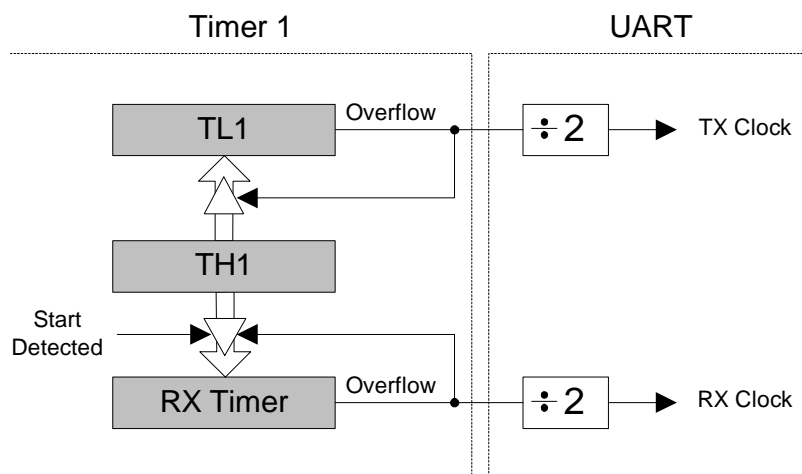 Timer 1
UART
TL1
Overflow
÷2
TX Clock
TH1
Start
Detected
RX Timer
Overflow
÷2
RX Clock